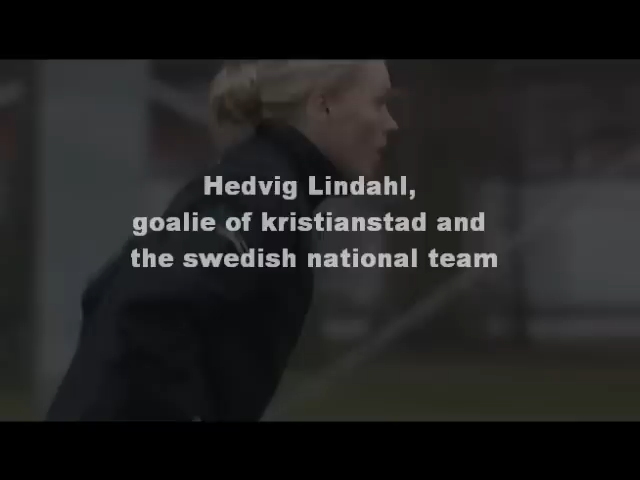 Hedvig Lindahl,
goalie of kristianstad and
the swedish national team